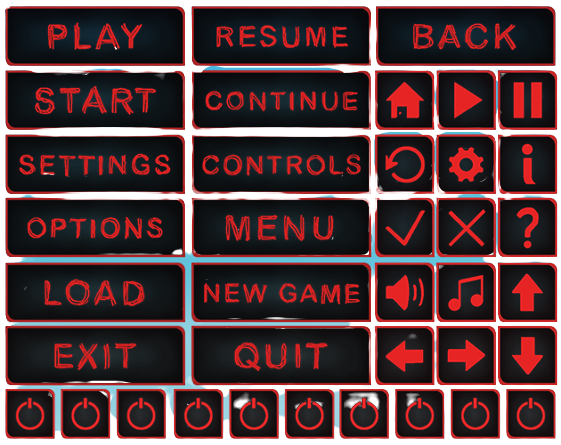 PLAY RESUME BACK
START CONTINUE
SETTINGS CONTROLS i
OPTIONS MENU ?
LOAD NEW GAME
EXIT QUIT